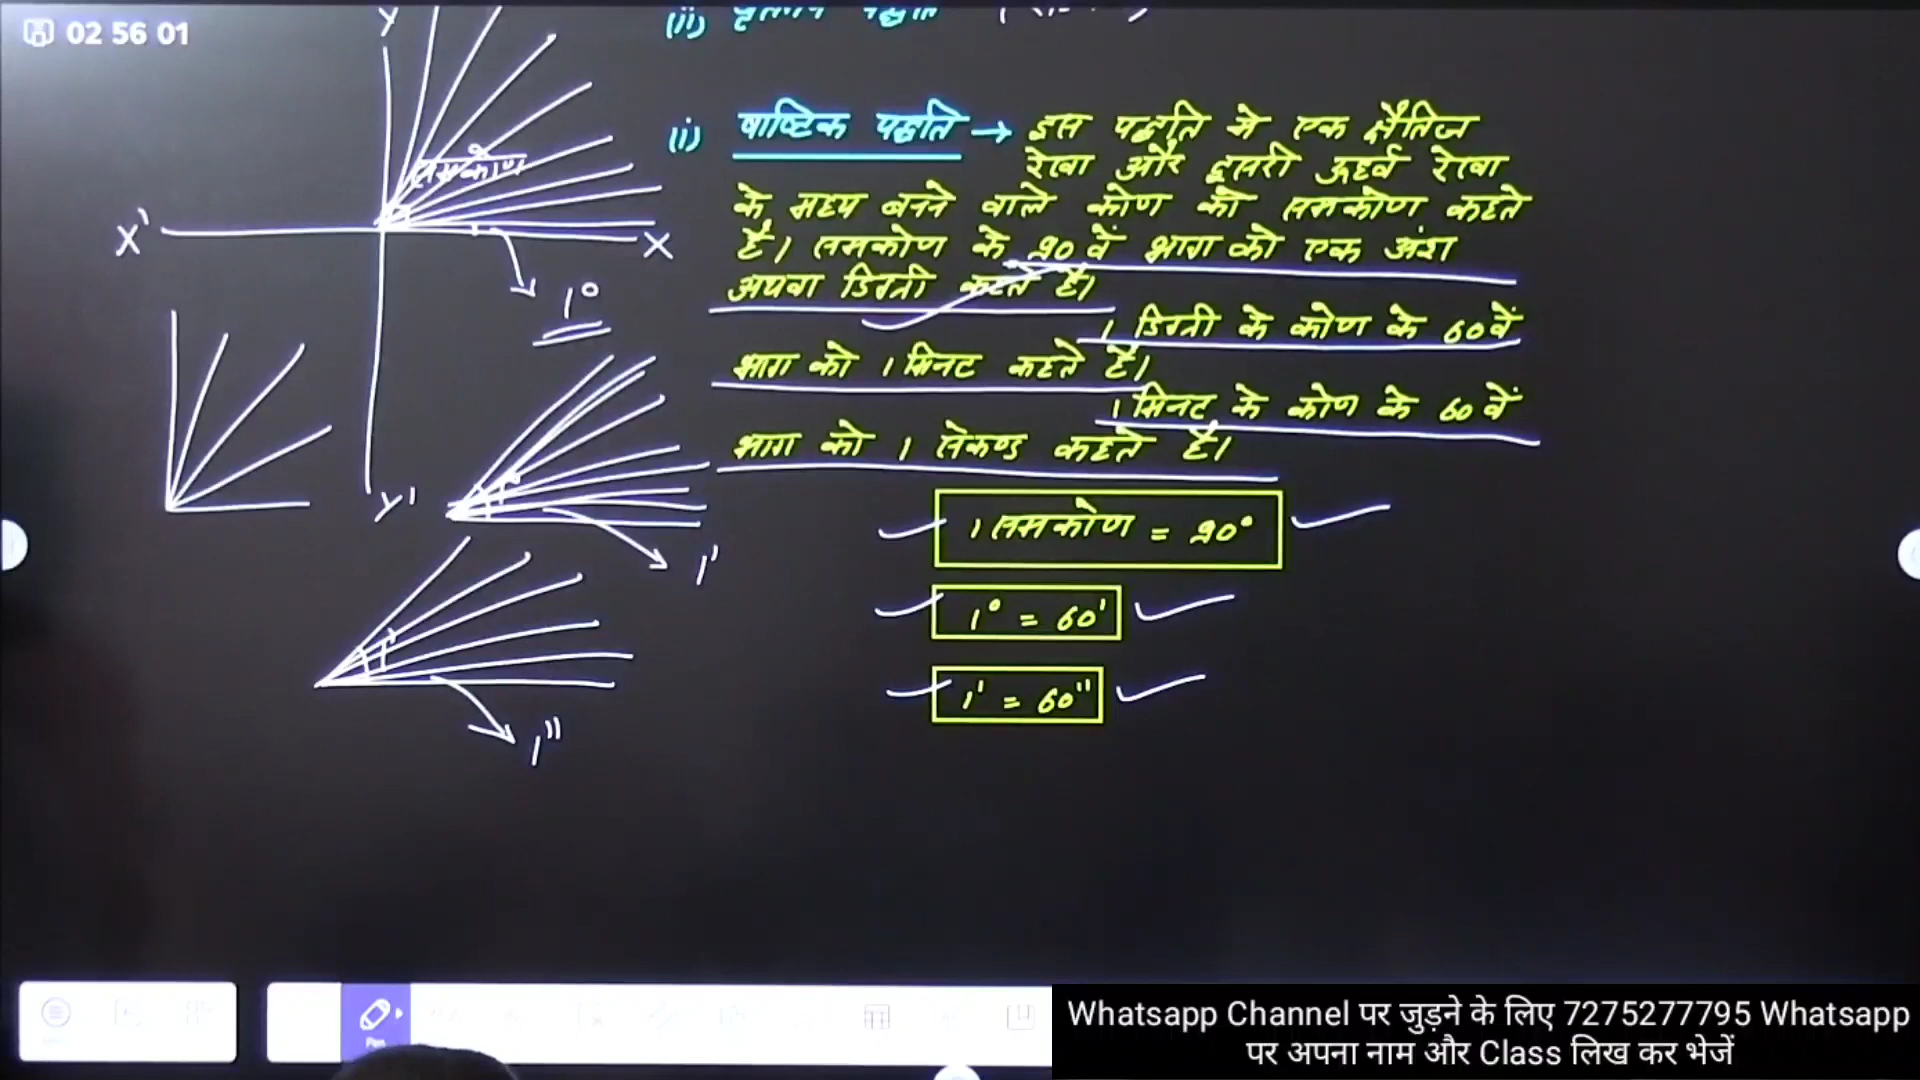 02 56 01
Y
(ii)
(i) षाष्टिक पद्धति → इस पद्धति मे एक क्षैतिज
रेखा और दूसरी ऊर्ध्व रेखा
के मध्य बनने वाले कोण को समकोण कहते
है। समकोण के 90 वें भाग को एक अंश
अथवा डिग्री कहते है।
1 डिग्री के कोण के 60 वें
भाग को 1 मिनट कहते है।
1 मिनट के कोण के 60 वें
भाग को 1 सेकण्ड कहते है।
1 समकोण = 90°
1° = 60'
1' = 60"
समकोण
X'
X
1°
Y'
1'
1"
Pen
Whatsapp Channel पर जुड़ने के लिए 7275277795 Whatsapp
पर अपना नाम और Class लिख कर भेजें